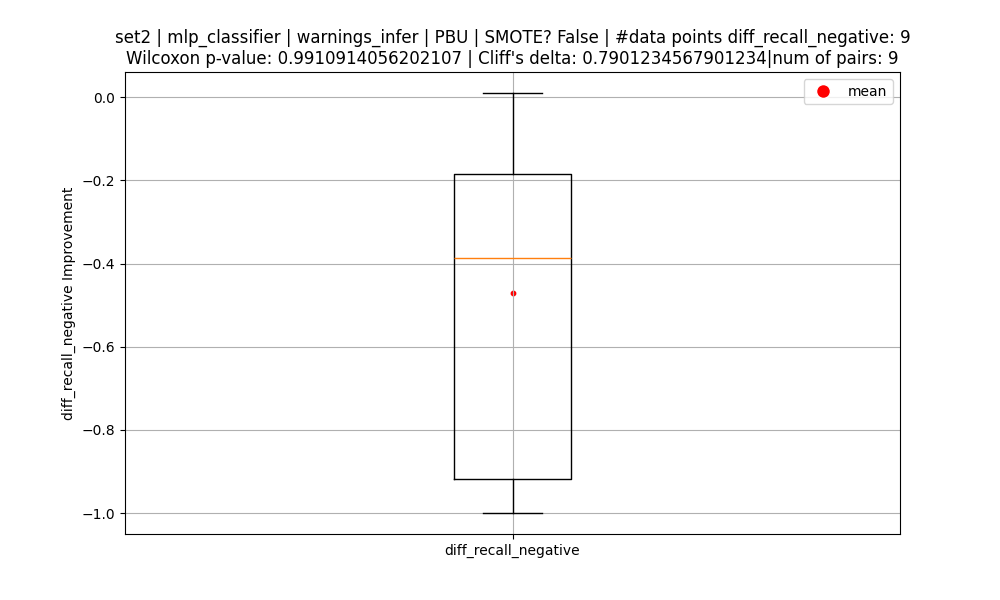 set2 | mlp_classifier | warnings_infer | PBU | SMOTE? False | #data points diff_recall_negative: 9
Wilcoxon p-value: 0.9910914056202107 | Cliff's delta: 0.7901234567901234|num of pairs: 9
mean
0.0
−0.2
−0.4
−0.6
−0.8
−1.0
diff_recall_negative Improvement
diff_recall_negative